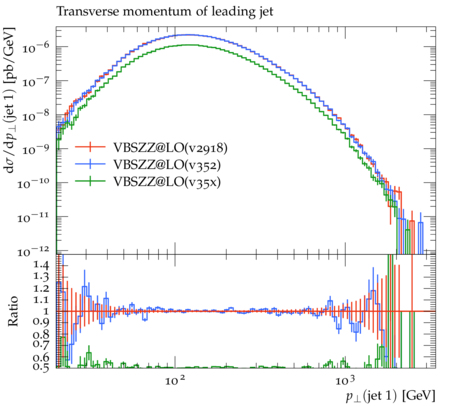 Transverse momentum of leading jet
dσ/dp⊥(jet 1) [pb/GeV]
10⁻⁶
10⁻⁷
10⁻⁸
10⁻⁹
10⁻¹⁰
10⁻¹¹
10⁻¹²
VBSZZ@LO(v2918)
VBSZZ@LO(v352)
VBSZZ@LO(v35x)
Ratio
1.4
1.3
1.2
1.1
1
0.9
0.8
0.7
0.6
0.5
10²
10³
p⊥(jet 1) [GeV]